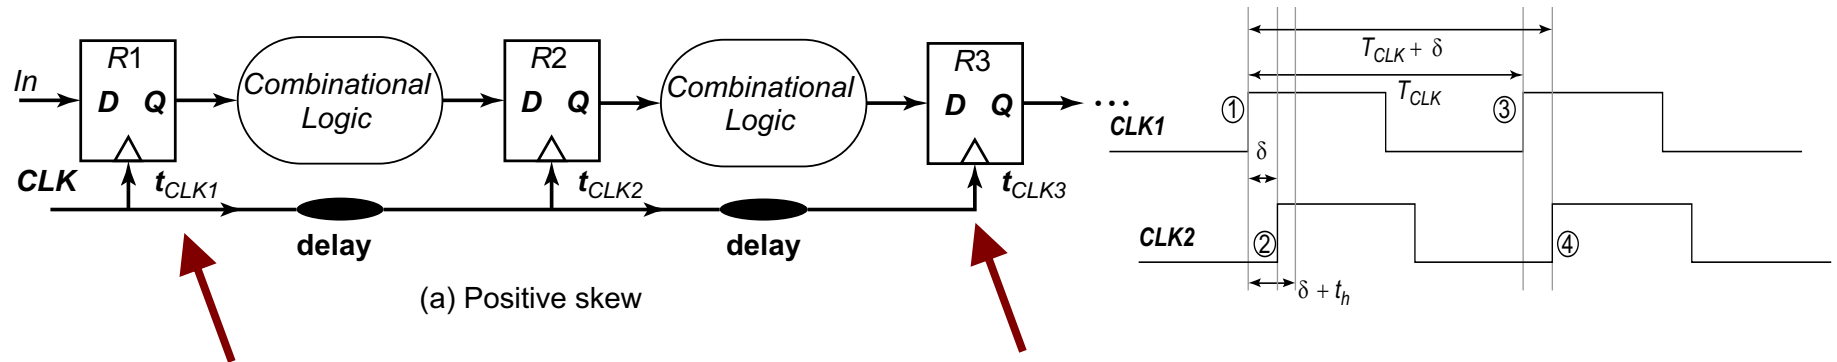 In
R1
D Q
Combinational
Logic
R2
D Q
Combinational
Logic
R3
D Q
...
CLK
tCLK1
tCLK2
tCLK3
delay
delay
(a) Positive skew
TCLK + δ
TCLK
CLK1
1
3
δ
CLK2
2
4
δ + th